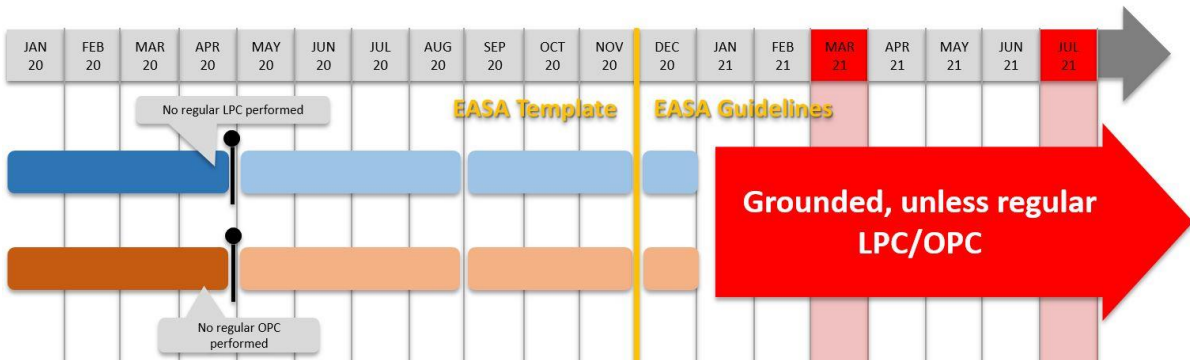 JAN FEB MAR APR MAY JUN JUL AUG SEP OCT NOV DEC JAN FEB MAR APR MAY JUN JUL
20 20 20 20 20 20 20 20 20 20 20 20 21 21 21 21 21 21 21
No regular LPC performed
EASA Template
EASA Guidelines
Grounded, unless regular
LPC/OPC
No regular OPC
performed